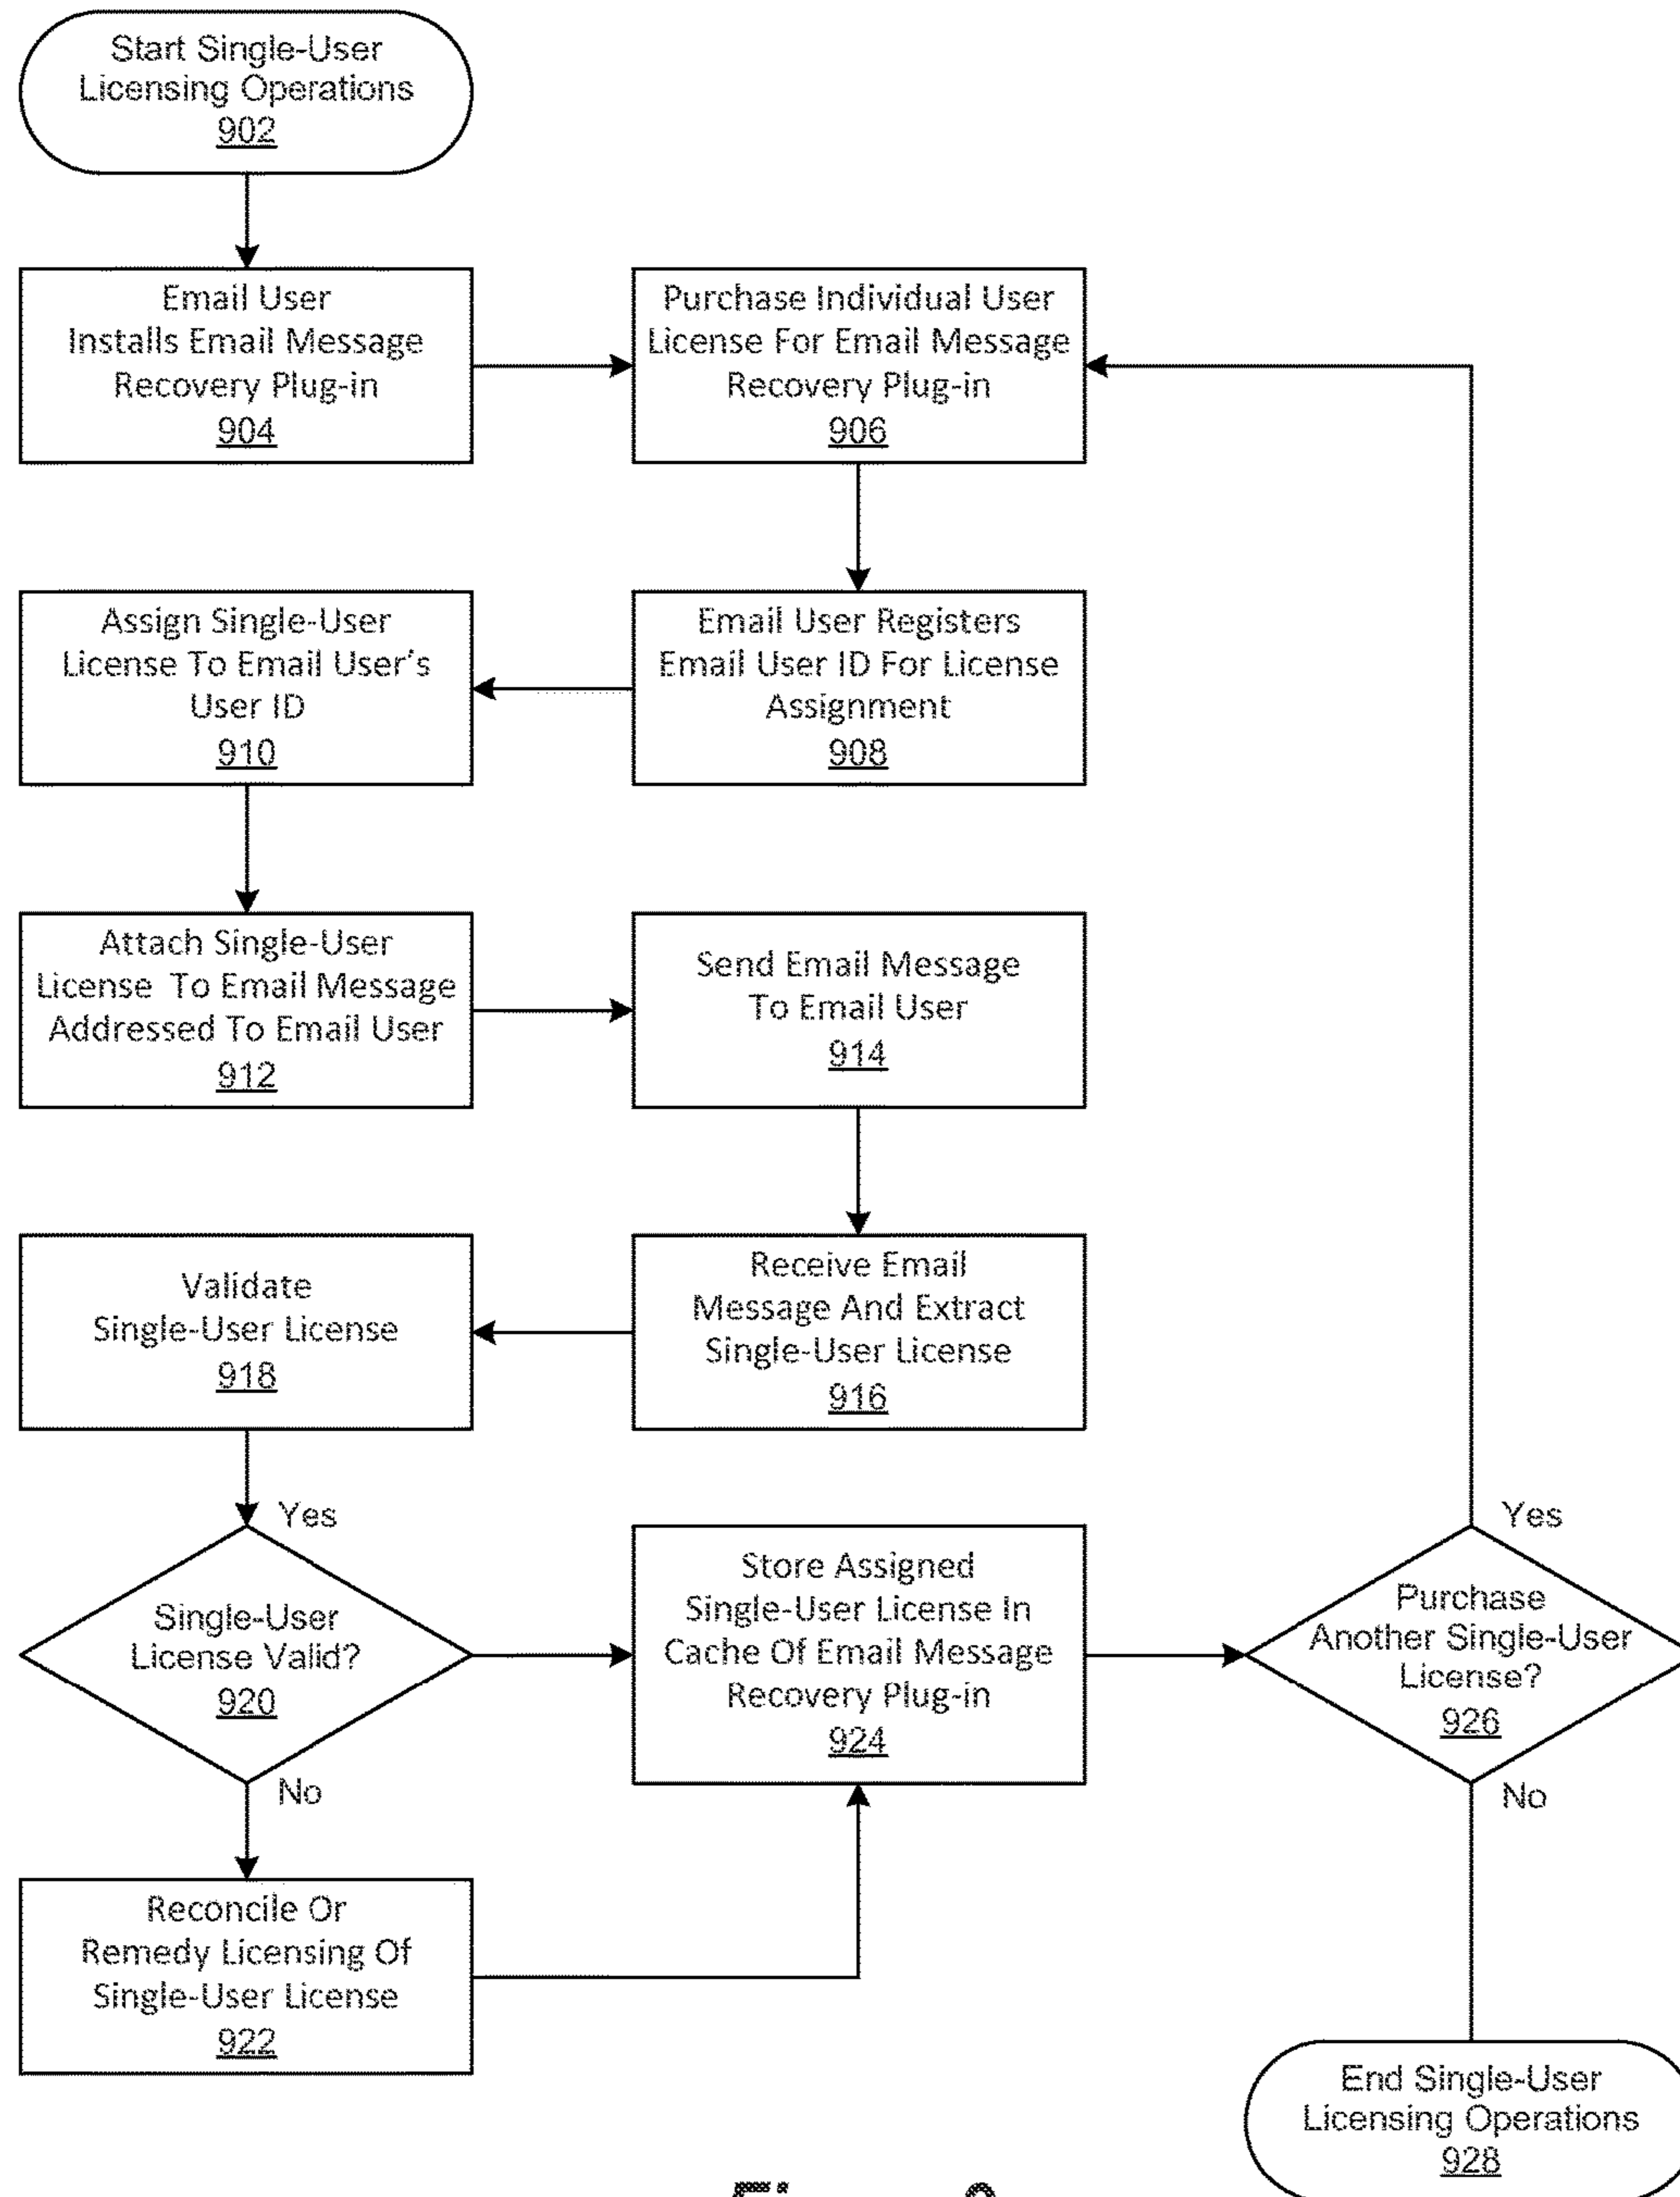 Start Single-User
Licensing Operations
902
Email User
Installs Email Message
Recovery Plug-in
904
Purchase Individual User
License For Email Message
Recovery Plug-in
906
Assign Single-User
License To Email User's
User ID
910
Email User Registers
Email User ID For License
Assignment
908
Attach Single-User
License To Email Message
Addressed To Email User
912
Send Email Message
To Email User
914
Validate
Single-User License
918
Receive Email
Message And Extract
Single-User License
916
Yes
Single-User
License Valid?
920
No
Store Assigned
Single-User License In
Cache Of Email Message
Recovery Plug-in
924
Yes
Purchase
Another Single-User
License?
926
No
Reconcile Or
Remedy Licensing Of
Single-User License
922
End Single-User
Licensing Operations
928